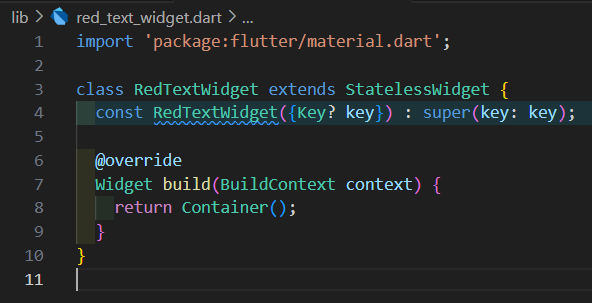 lib > red_text_widget.dart > ...
1 import 'package:flutter/material.dart';
2
3 class RedTextWidget extends StatelessWidget {
4 const RedTextWidget({Key? key}) : super(key: key);
5
6 @override
7 Widget build(BuildContext context) {
8 return Container();
9 }
10 }
11